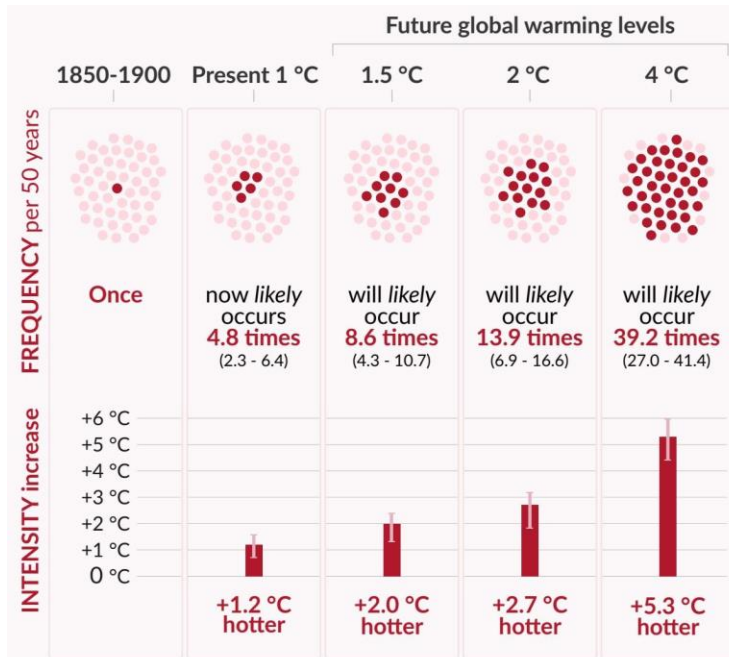 Future global warming levels
1850-1900
Present 1 °C
1.5 °C
2 °C
4 °C
FREQUENCY per 50 years
Once
now likely
occurs
4.8 times
(2.3 - 6.4)
will likely
occur
8.6 times
(4.3 - 10.7)
will likely
occur
13.9 times
(6.9 - 16.6)
will likely
occur
39.2 times
(27.0 - 41.4)
INTENSITY increase
+6 °C
+5 °C
+4 °C
+3 °C
+2 °C
+1 °C
0 °C
+1.2 °C
hotter
+2.0 °C
hotter
+2.7 °C
hotter
+5.3 °C
hotter